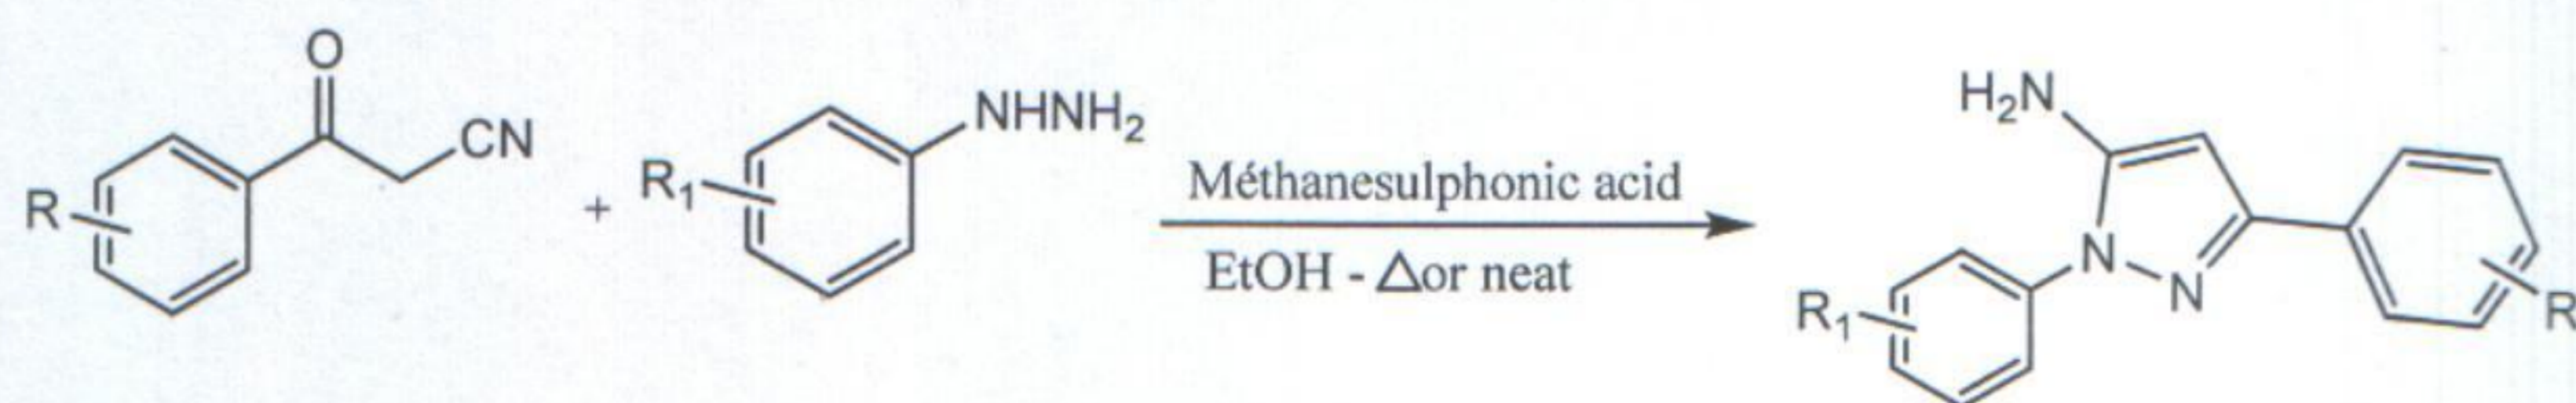 O
CN
R
+
R1
NHNH2
Méthanesulphonic acid
EtOH - Δor neat
H2N
N
N
R1
R